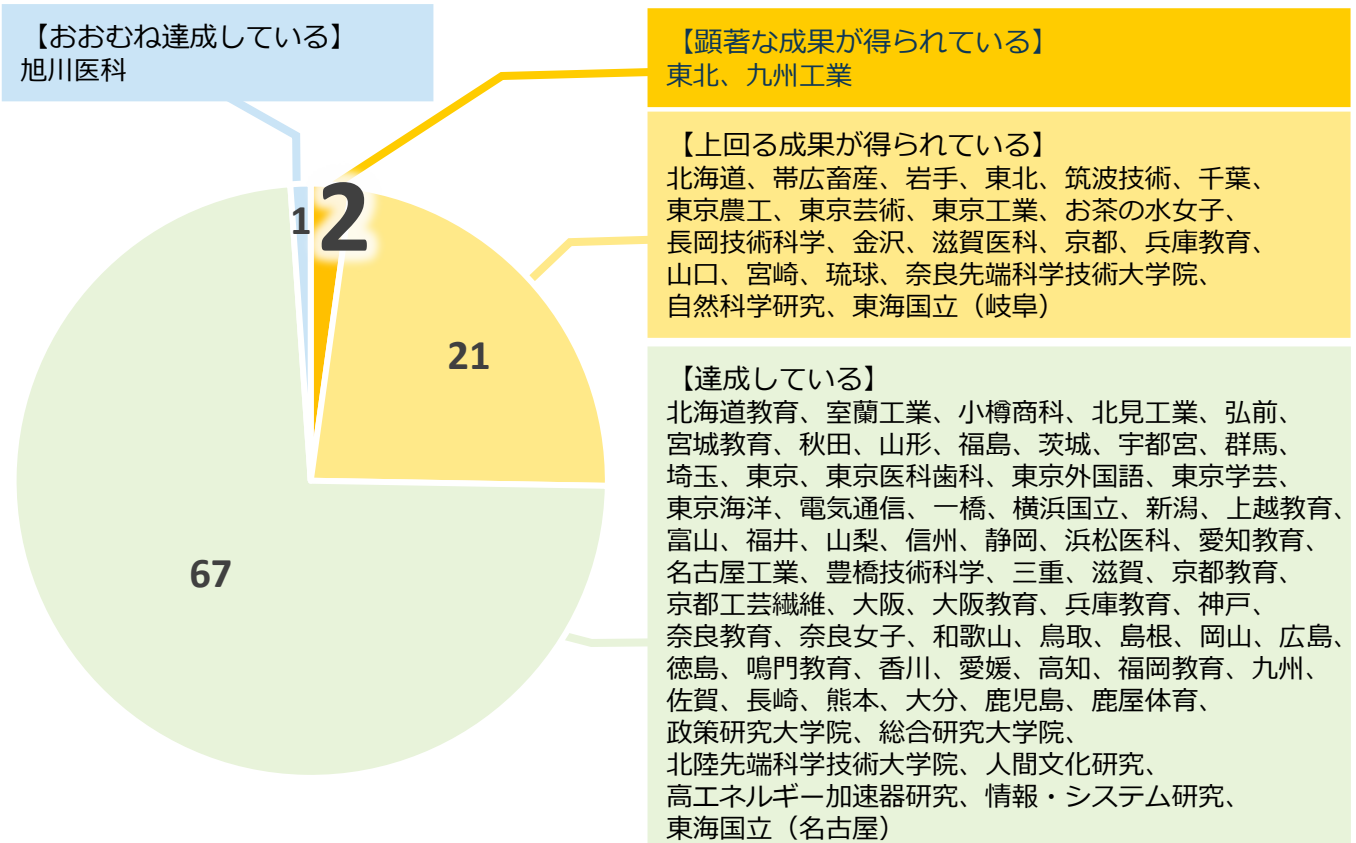 【おおむね達成している】
旭川医科
【顕著な成果が得られている】
東北、九州工業
【上回る成果が得られている】
北海道、帯広畜産、岩手、東北、筑波技術、千葉、
東京農工、東京芸術、東京工業、お茶の水女子、
長岡技術科学、金沢、滋賀医科、京都、兵庫教育、
山口、宮崎、琉球、奈良先端科学技術大学院、
自然科学研究、東海国立（岐阜）
【達成している】
北海道教育、室蘭工業、小樽商科、北見工業、弘前、
宮城教育、秋田、山形、福島、茨城、宇都宮、群馬、
埼玉、東京、東京医科歯科、東京外国語、東京学芸、
東京海洋、電気通信、一橋、横浜国立、新潟、上越教育、
富山、福井、山梨、信州、静岡、浜松医科、愛知教育、
名古屋工業、豊橋技術科学、三重、滋賀、京都教育、
京都工芸繊維、大阪、大阪教育、兵庫教育、神戸、
奈良教育、奈良女子、和歌山、鳥取、島根、岡山、広島、
徳島、鳴門教育、香川、愛媛、高知、福岡教育、九州、
佐賀、長崎、熊本、大分、鹿児島、鹿屋体育、
政策研究大学院、総合研究大学院、
北陸先端科学技術大学院、人間文化研究、
高エネルギー加速器研究、情報・システム研究、
東海国立（名古屋）
1
2
21
67